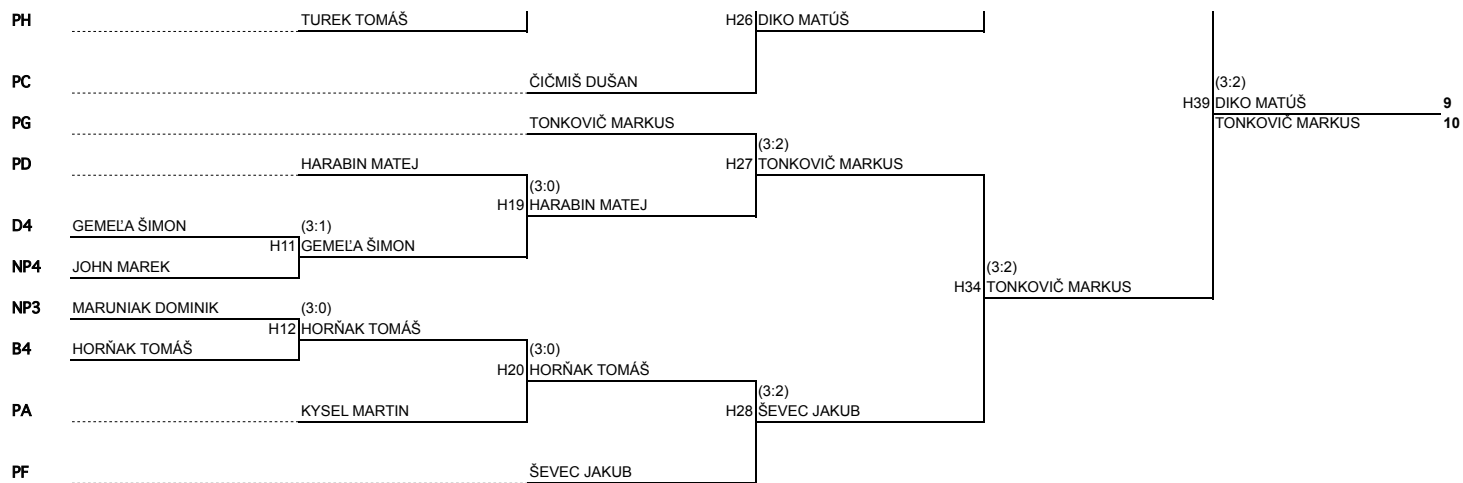 PH TUREK TOMÁŠ H26 DIKO MATÚŠ
PC ČIČMIŠ DUŠAN (3:2)
H39 DIKO MATÚŠ 9
PG TONKOVIČ MARKUS TONKOVIČ MARKUS 10
(3:2)
PD HARABIN MATEJ H27 TONKOVIČ MARKUS
(3:0)
H19 HARABIN MATEJ
D4 GEMEĽA ŠIMON (3:1)
H11 GEMEĽA ŠIMON
NP4 JOHN MAREK (3:2)
H34 TONKOVIČ MARKUS
NP3 MARUNIAK DOMINIK (3:0)
H12 HORŇAK TOMÁŠ
B4 HORŇAK TOMÁŠ (3:0)
H20 HORŇAK TOMÁŠ
(3:2)
PA KYSEL MARTIN H28 ŠEVEC JAKUB
PF ŠEVEC JAKUB